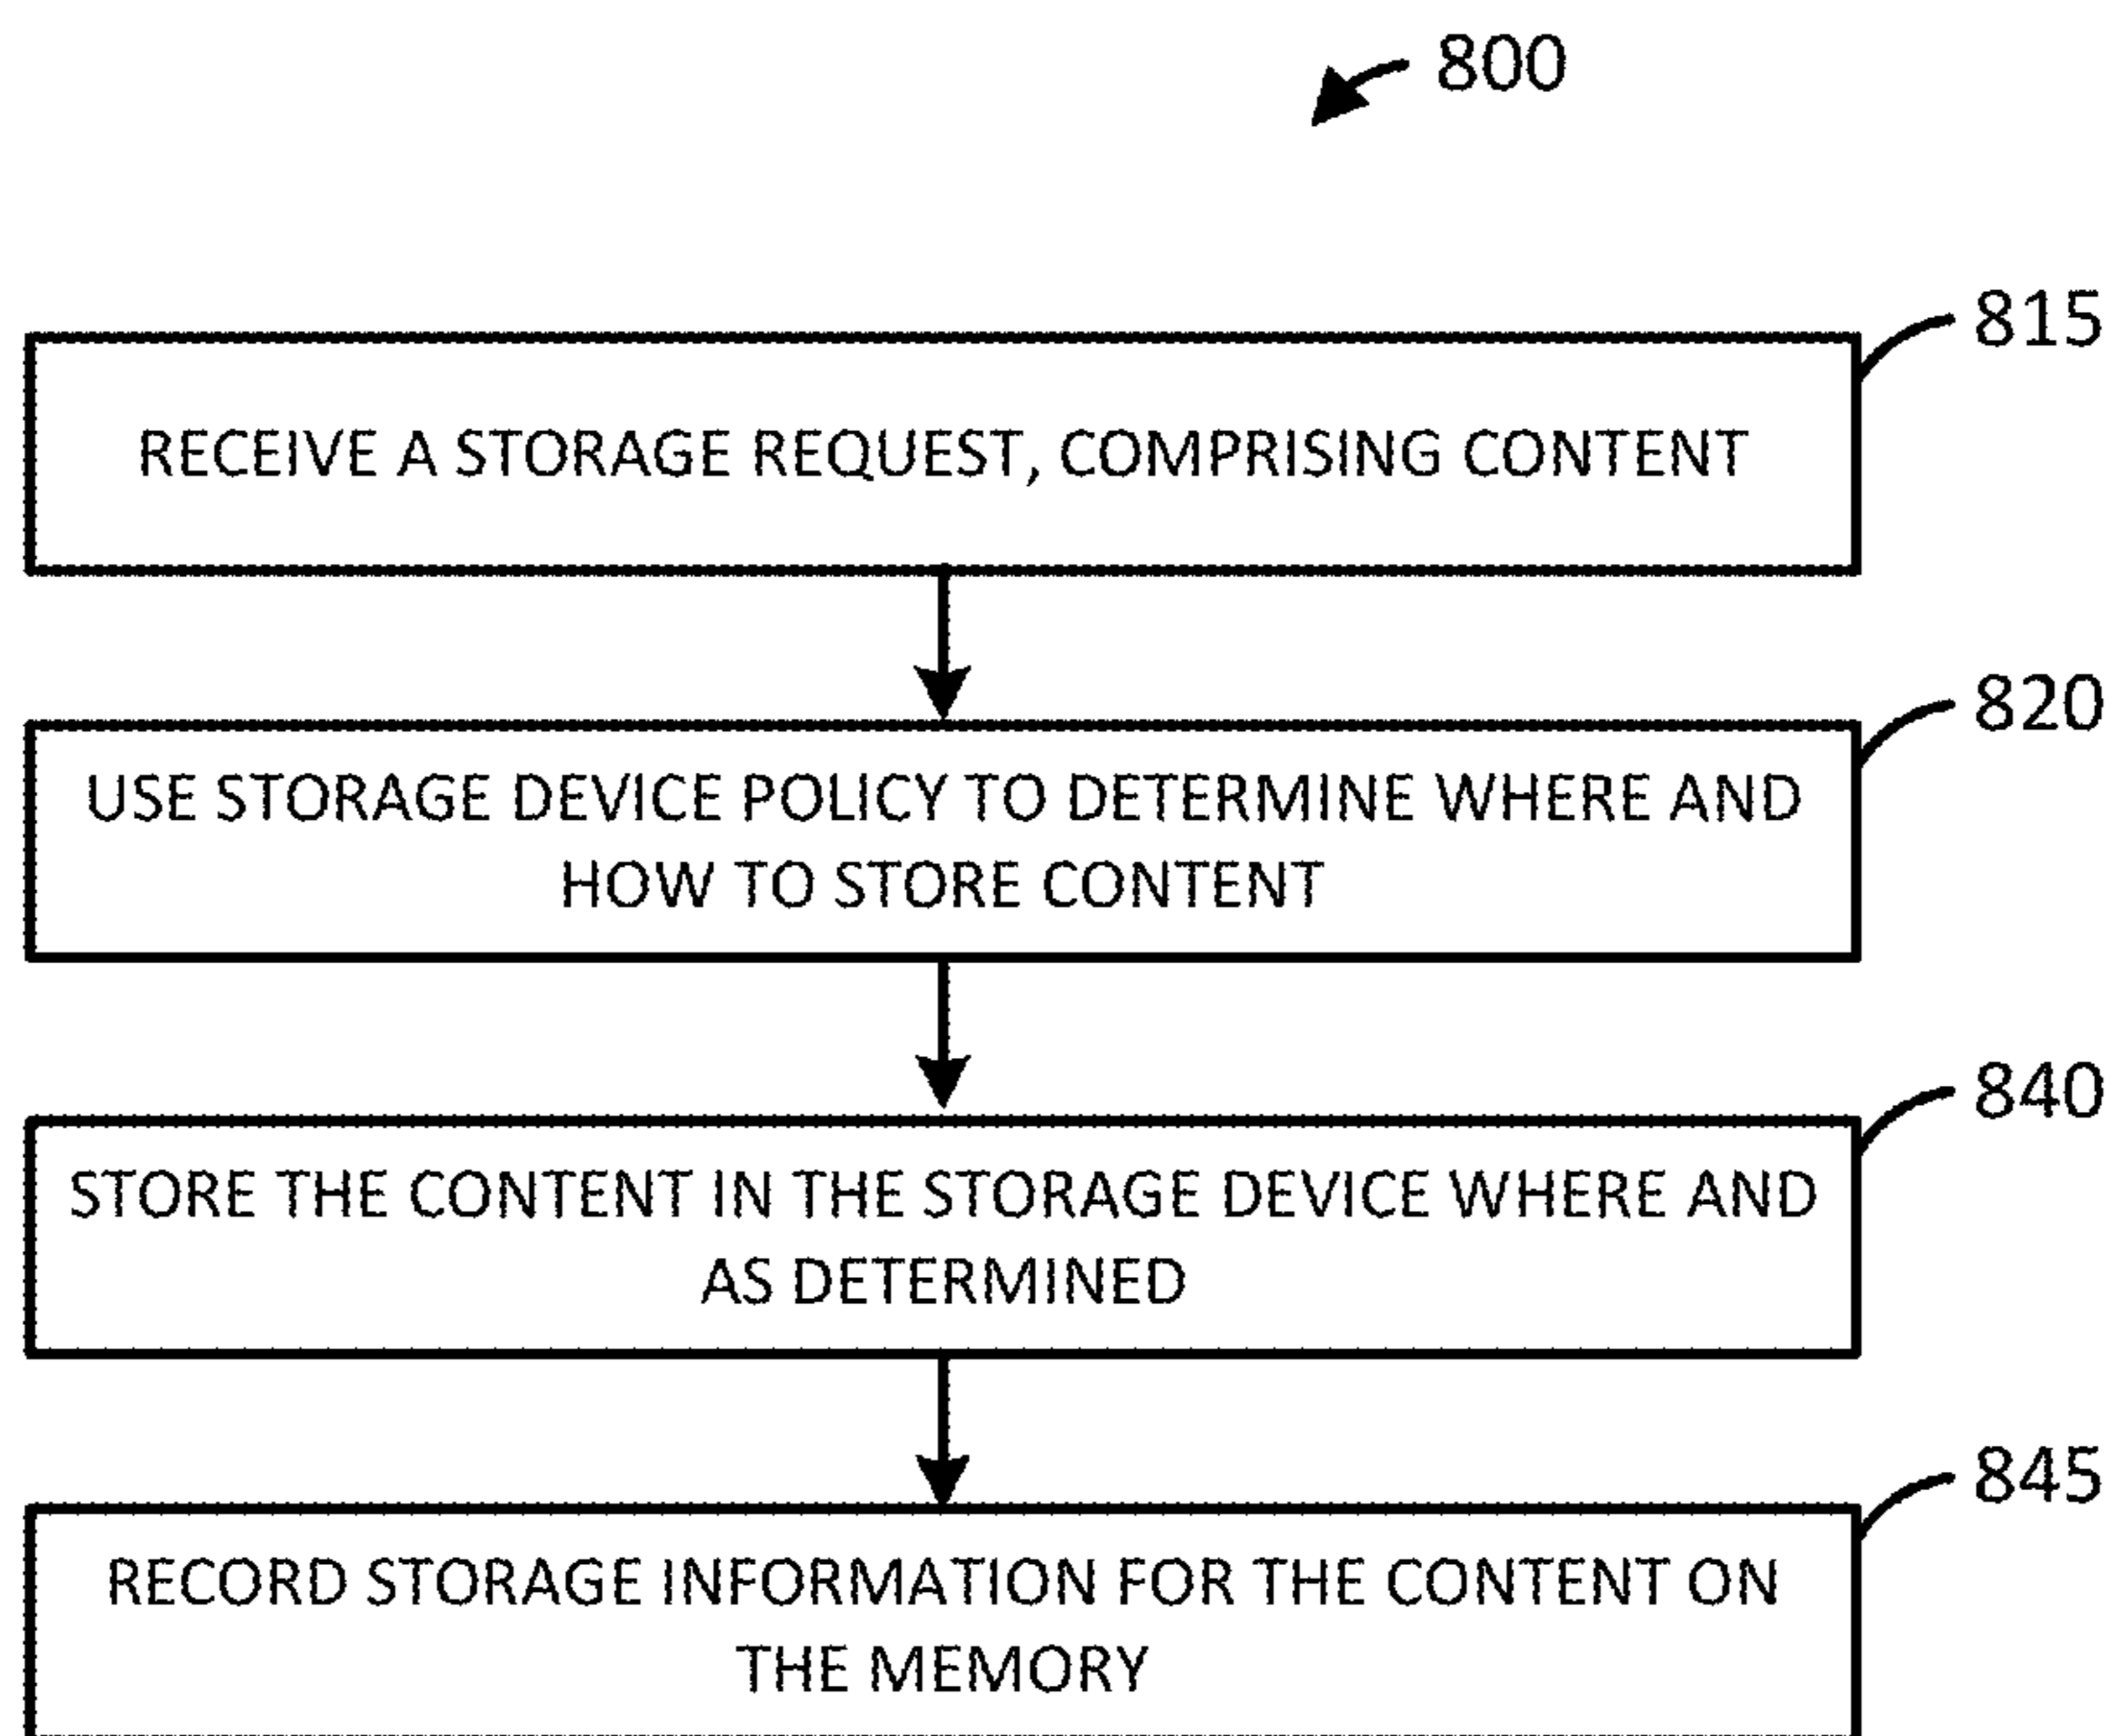 800
815
RECEIVE A STORAGE REQUEST, COMPRISING CONTENT
820
USE STORAGE DEVICE POLICY TO DETERMINE WHERE AND
HOW TO STORE CONTENT
840
STORE THE CONTENT IN THE STORAGE DEVICE WHERE AND
AS DETERMINED
845
RECORD STORAGE INFORMATION FOR THE CONTENT ON
THE MEMORY